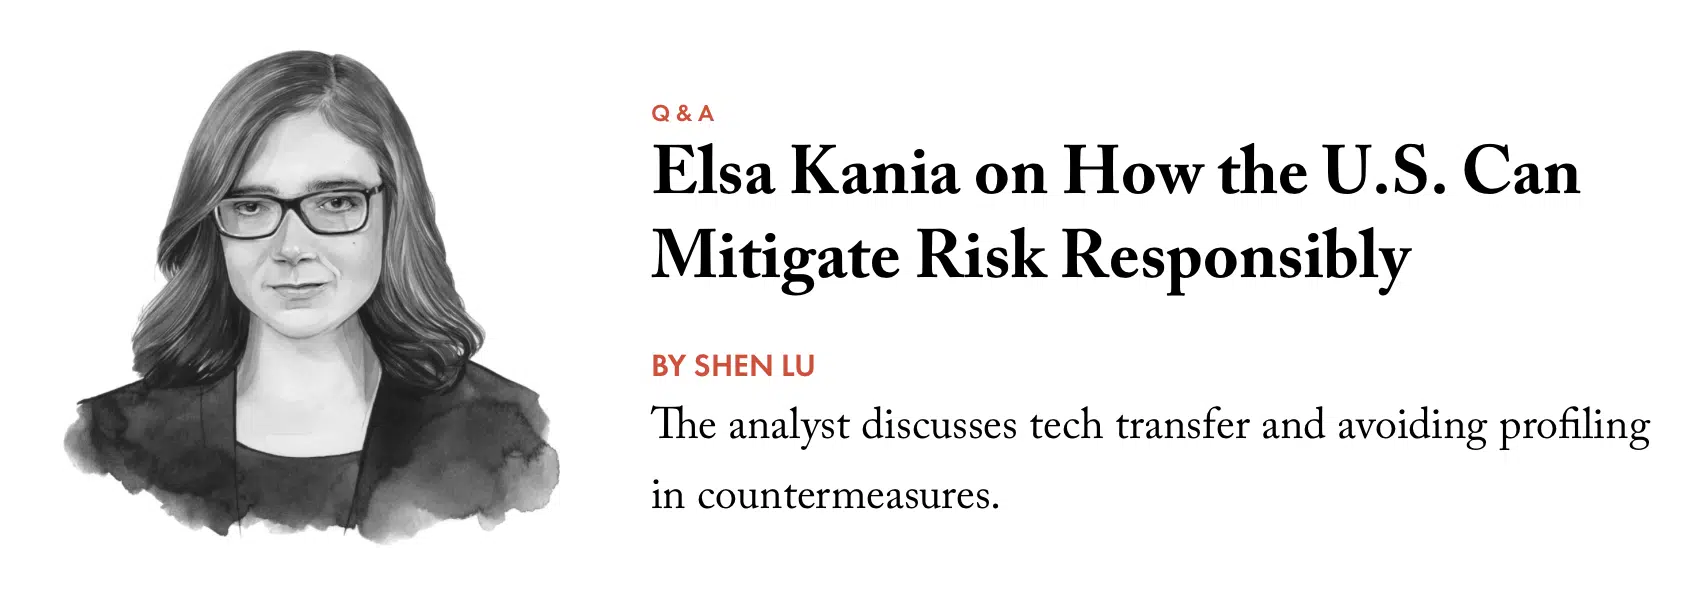 Q & A
Elsa Kania on How the U.S. Can
Mitigate Risk Responsibly
BY SHEN LU
The analyst discusses tech transfer and avoiding profiling
in countermeasures.